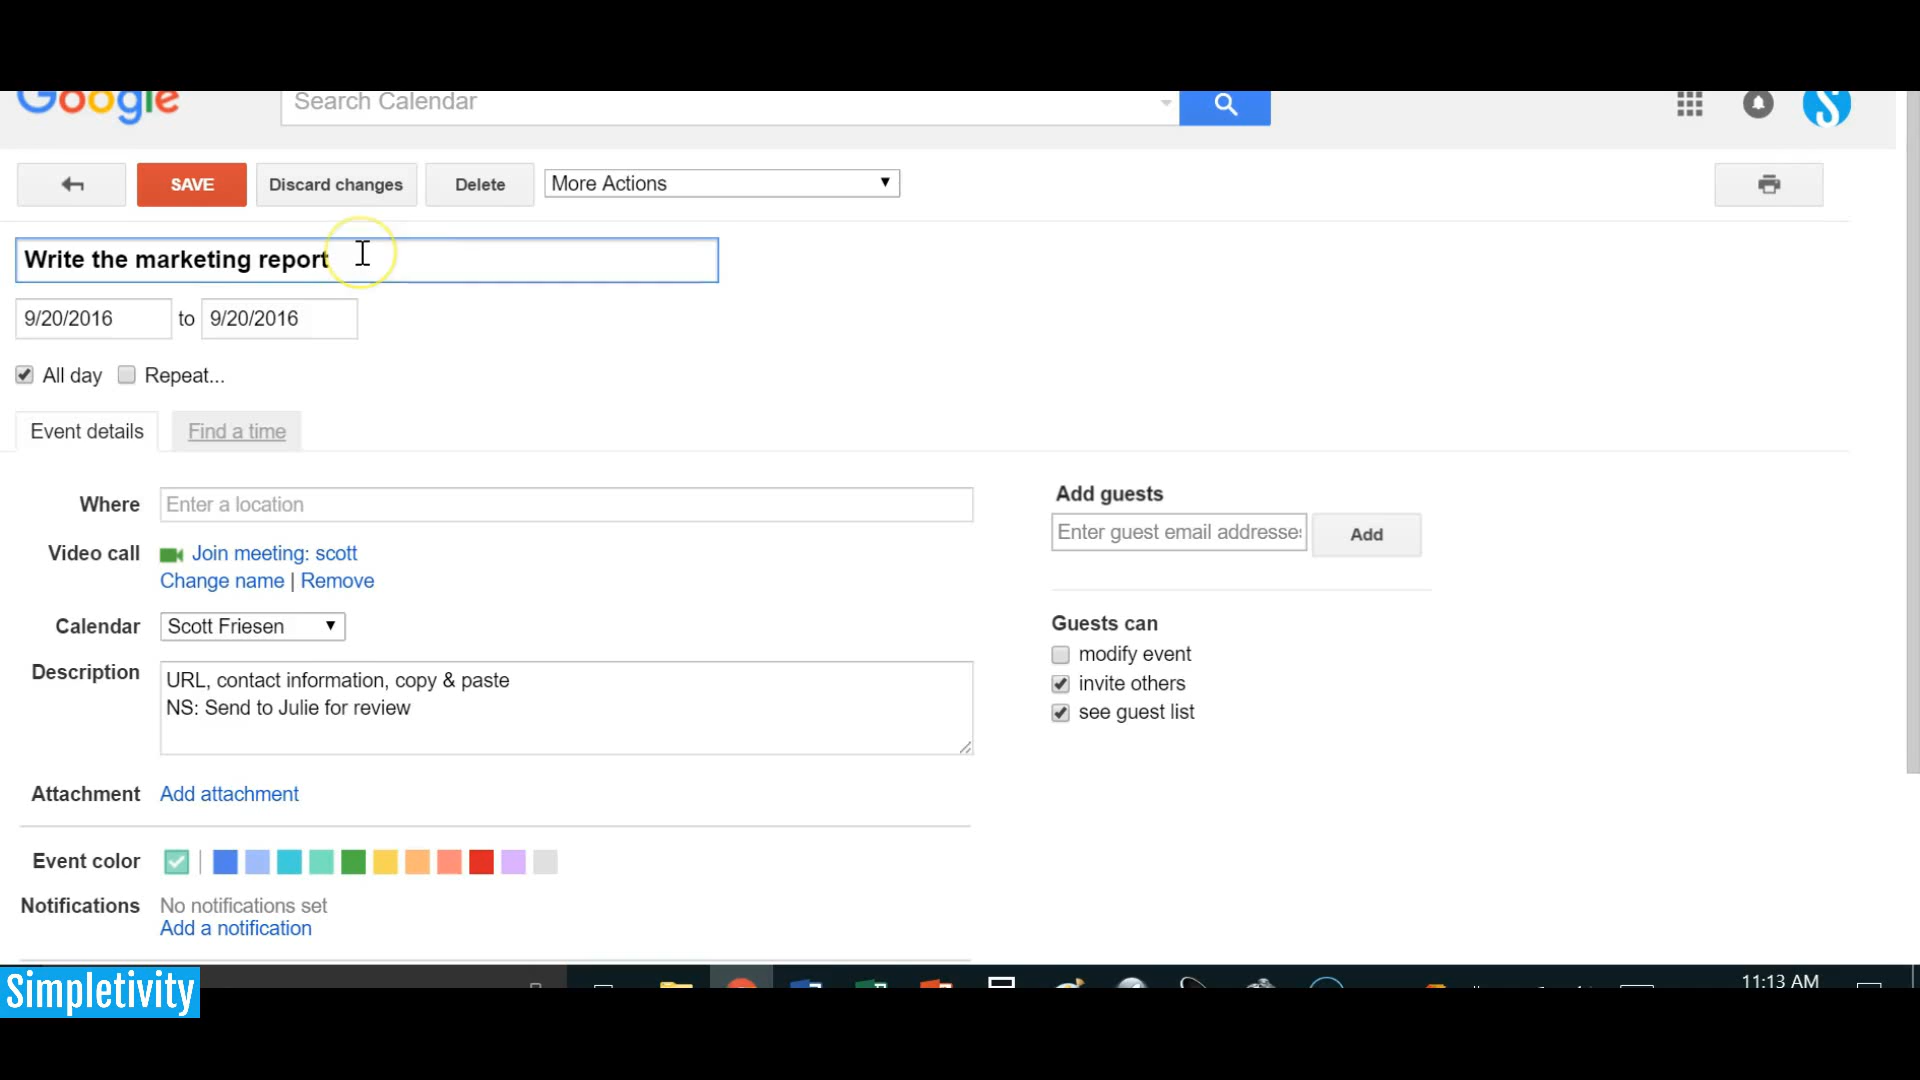 Google
Search Calendar
SAVE
Discard changes
Delete
More Actions
Write the marketing report
9/20/2016 to 9/20/2016
All day Repeat...
Event details
Find a time
Where Enter a location
Video call Join meeting: scott
Change name | Remove
Calendar Scott Friesen
Description URL, contact information, copy & paste
NS: Send to Julie for review
Attachment Add attachment
Event color
Notifications No notifications set
Add a notification
Add guests
Enter guest email addresses
Add
Guests can
modify event
invite others
see guest list
Simpletivity
11:13 AM